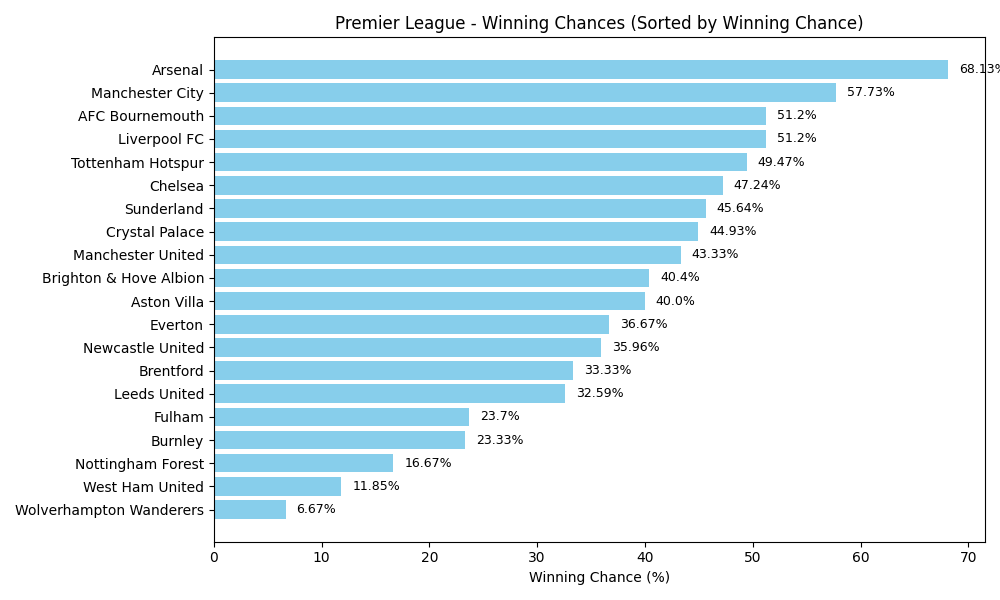 Premier League - Winning Chances (Sorted by Winning Chance)
Arsenal 68.13%
Manchester City 57.73%
AFC Bournemouth 51.2%
Liverpool FC 51.2%
Tottenham Hotspur 49.47%
Chelsea 47.24%
Sunderland 45.64%
Crystal Palace 44.93%
Manchester United 43.33%
Brighton & Hove Albion 40.4%
Aston Villa 40.0%
Everton 36.67%
Newcastle United 35.96%
Brentford 33.33%
Leeds United 32.59%
Fulham 23.7%
Burnley 23.33%
Nottingham Forest 16.67%
West Ham United 11.85%
Wolverhampton Wanderers 6.67%
0 10 20 30 40 50 60 70
Winning Chance (%)